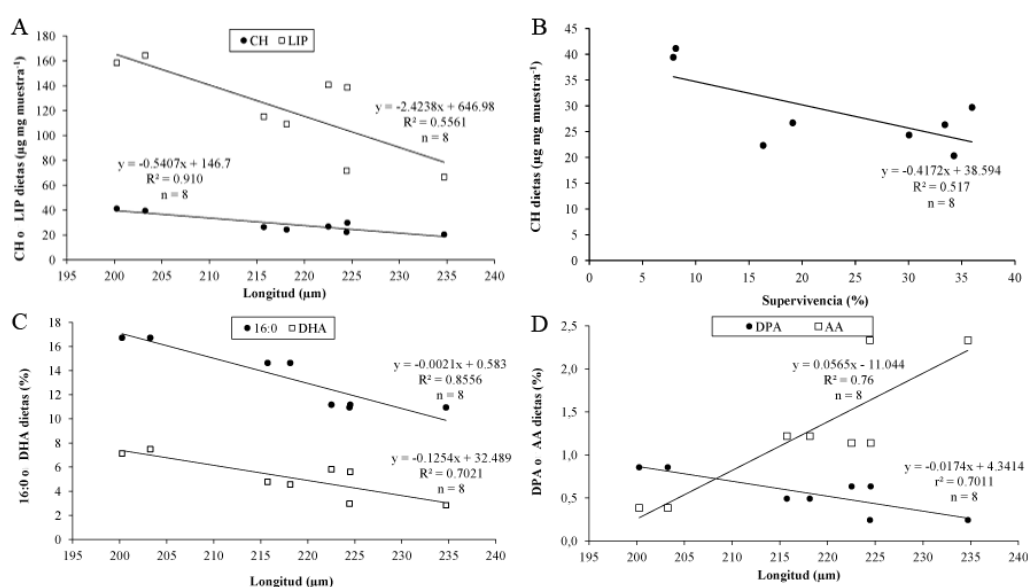 A
CH LIP
CH o LIP dietas (µg mg muestra⁻¹)
180
160
140
120
100
80
60
40
20
0
y = -2.4238x + 646.98
R² = 0.5561
n = 8
y = -0.5407x + 146.7
R² = 0.910
n = 8
195 200 205 210 215 220 225 230 235 240
Longitud (µm)
B
CH dietas (µg mg muestra⁻¹)
45
40
35
30
25
20
15
10
5
0
y = -0.4172x + 38.594
R² = 0.517
n = 8
0 5 10 15 20 25 30 35 40
Supervivencia (%)
C
16:0 DHA
16:0 o DHA dietas (%)
18
16
14
12
10
8
6
4
2
0
y = -0.0021x + 0.583
R² = 0.8556
n = 8
y = -0.1254x + 32.489
R² = 0.7021
n = 8
195 200 205 210 215 220 225 230 235 240
Longitud (µm)
D
DPA AA
DPA o AA dietas (%)
2,5
2,0
1,5
1,0
0,5
0,0
y = 0.0565x - 11.044
R² = 0.76
n = 8
y = -0.0174x + 4.3414
r² = 0.7011
n = 8
195 200 205 210 215 220 225 230 235 240
Longitud (µm)